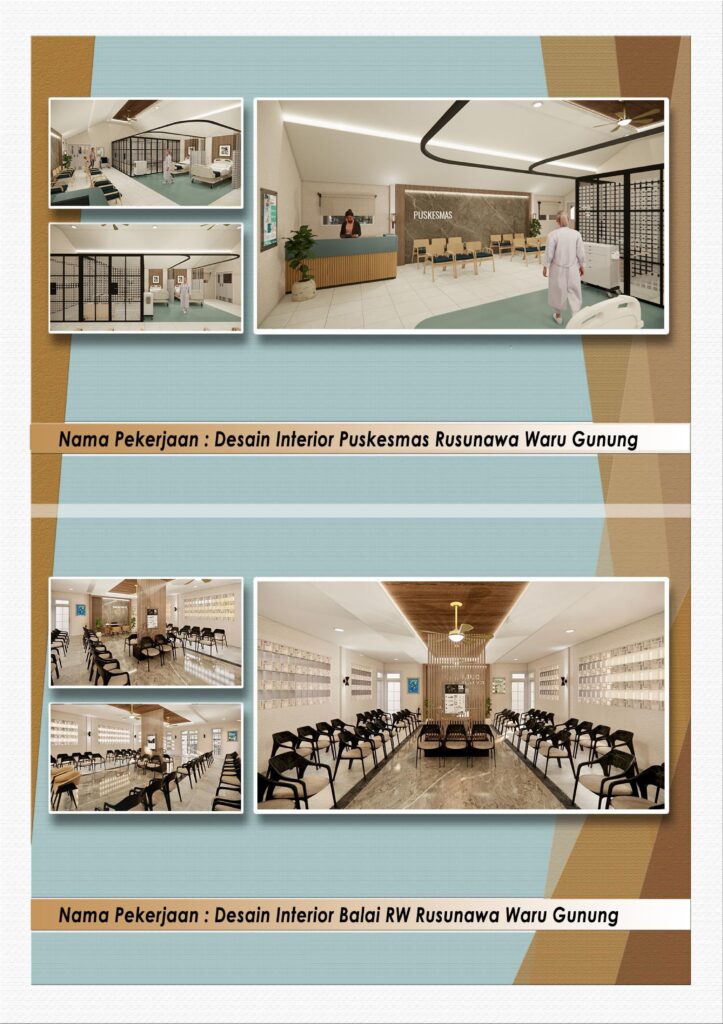 PUSKESMAS
Nama Pekerjaan : Desain Interior Puskesmas Rusunawa Waru Gunung
Nama Pekerjaan : Desain Interior Balai RW Rusunawa Waru Gunung